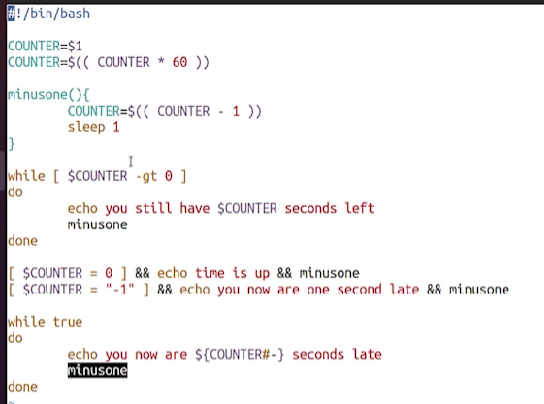 #!/bin/bash
COUNTER=$1
COUNTER=$(( COUNTER * 60 ))
minusone(){
COUNTER=$(( COUNTER - 1 ))
sleep 1
}
while [ $COUNTER -gt 0 ]
do
echo you still have $COUNTER seconds left
minusone
done
[ $COUNTER = 0 ] && echo time is up && minusone
[ $COUNTER = "-1" ] && echo you now are one second late && minusone
while true
do
echo you now are ${COUNTER#-} seconds late
minusone
done